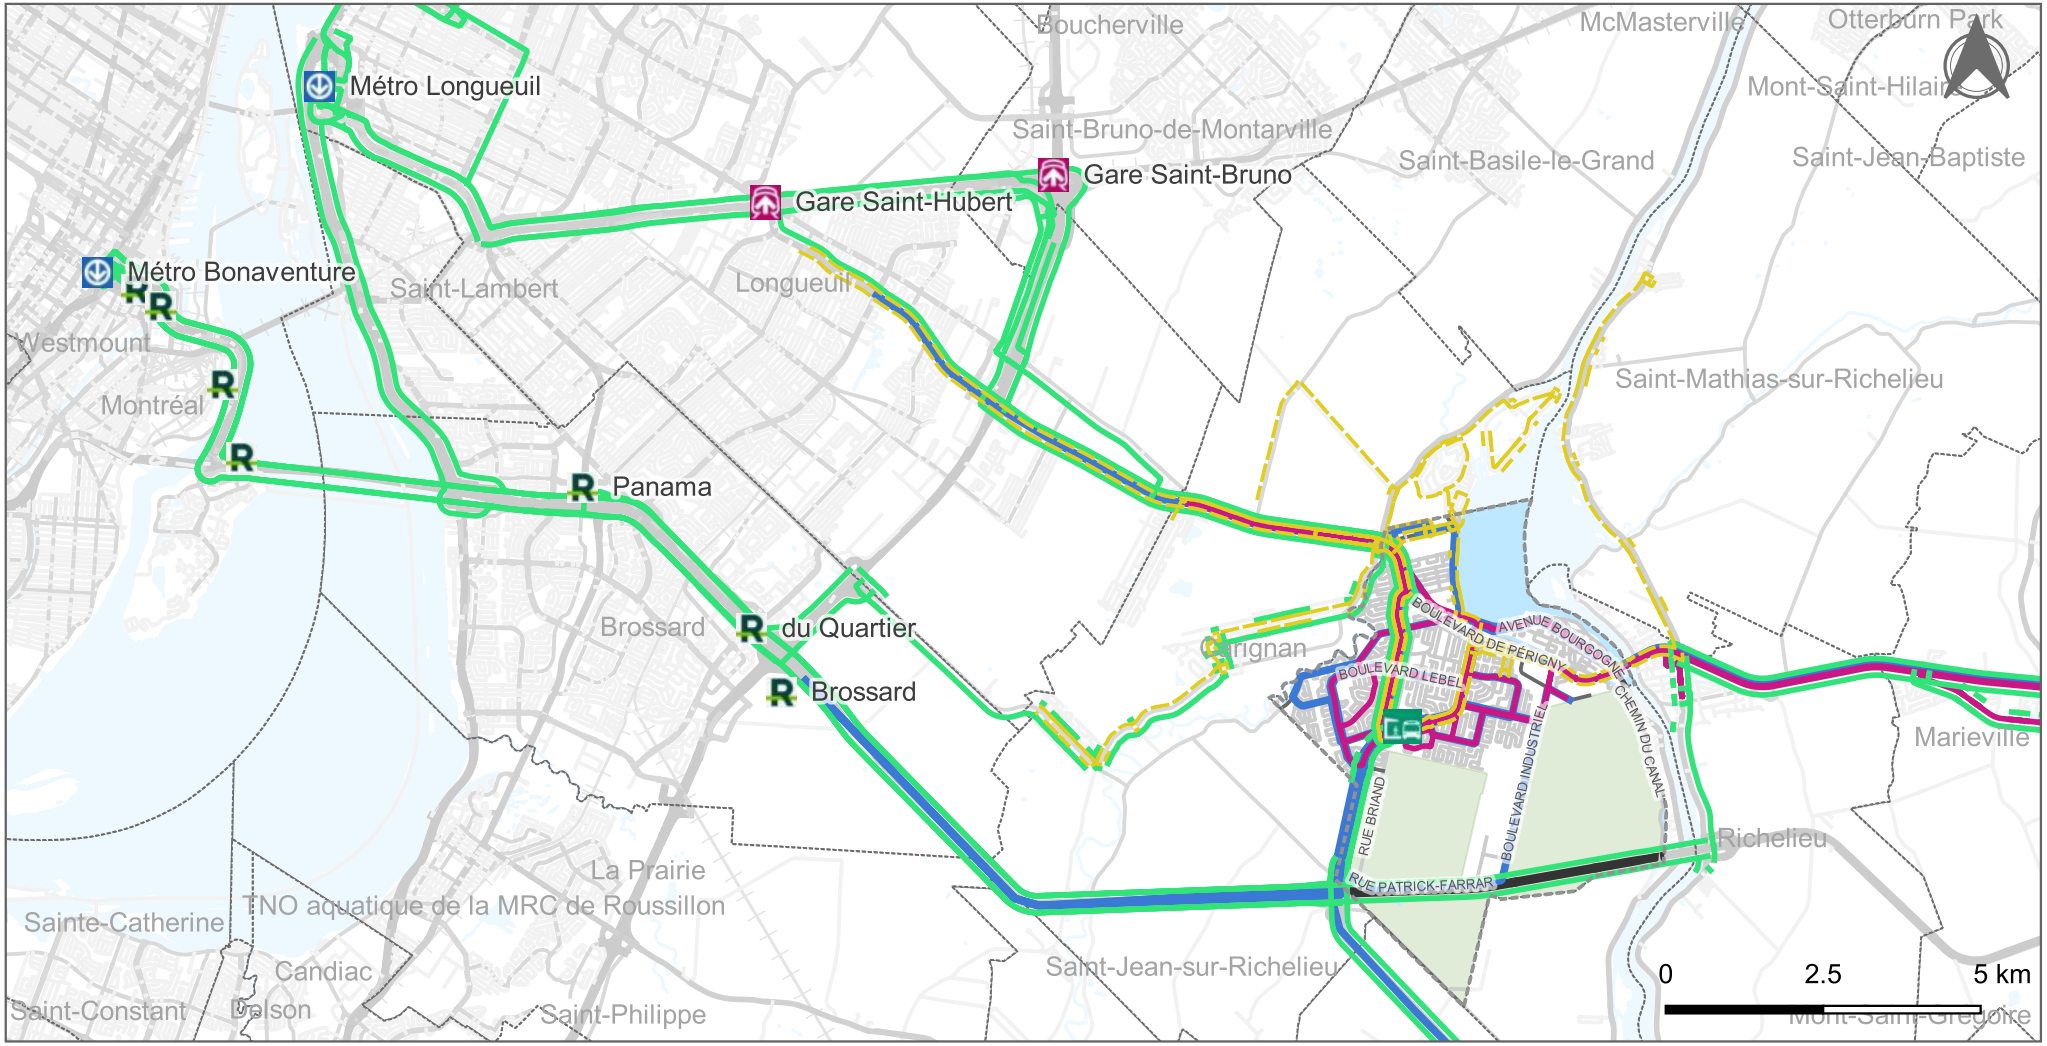 Boucherville
McMasterville
Otterburn Park
Métro Longueuil
Mont-Saint-Hilaire
Saint-Bruno-de-Montarville
Saint-Basile-le-Grand
Saint-Jean-Baptiste
Gare Saint-Bruno
Gare Saint-Hubert
Métro Bonaventure
R
R
Saint-Lambert
Longueuil
Westmount
R
Montréal
Saint-Mathias-sur-Richelieu
R
R
Panama
R
du Quartier
Brossard
Carignan
BOULEVARD DE PÉRIGNY
AVENUE BOURGOGNE
BOULEVARD LEBEL
CHEMIN DU CANAL
R
Brossard
Marieville
BOULEVARD INDUSTRIEL
RUE BRIAND
Richelieu
La Prairie
RUE PATRICK-FARRAR
TNO aquatique de la MRC de Roussillon
Sainte-Catherine
Candiac
Saint-Jean-sur-Richelieu
0 2.5 5 km
Saint-Constant
Delson
Saint-Philippe
Mont-Saint-Grégoire